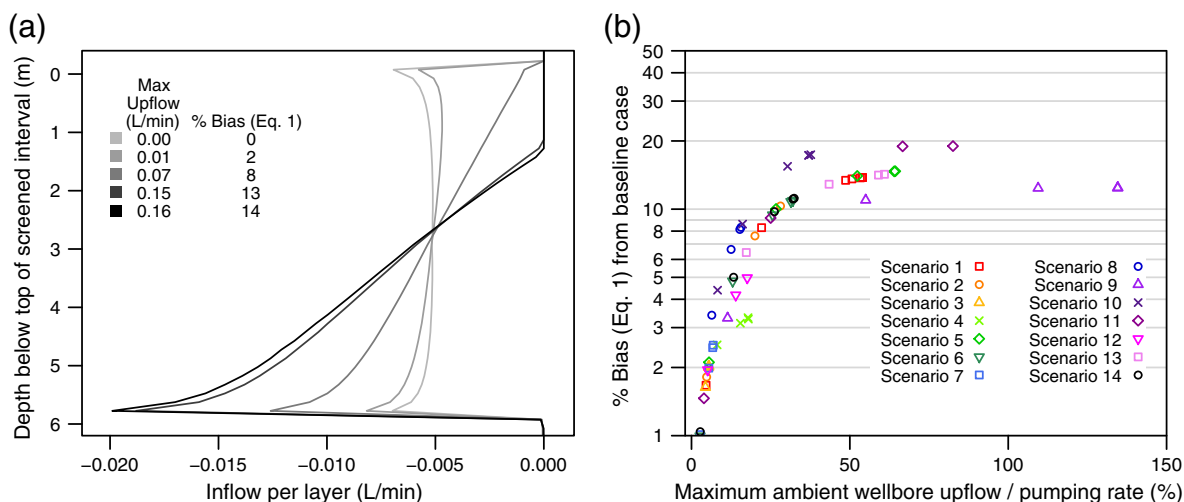 (a)
Depth below top of screened interval (m)
0
1
2
3
4
5
6
Max
Upflow
(L/min) % Bias (Eq. 1)
0.00 0
0.01 2
0.07 8
0.15 13
0.16 14
−0.020 −0.015 −0.010 −0.005 0.000
Inflow per layer (L/min)
(b)
% Bias (Eq. 1) from baseline case
50
40
30
20
10
8
6
5
4
3
2
1
Scenario 1
Scenario 2
Scenario 3
Scenario 4
Scenario 5
Scenario 6
Scenario 7
Scenario 8
Scenario 9
Scenario 10
Scenario 11
Scenario 12
Scenario 13
Scenario 14
0 50 100 150
Maximum ambient wellbore upflow / pumping rate (%)